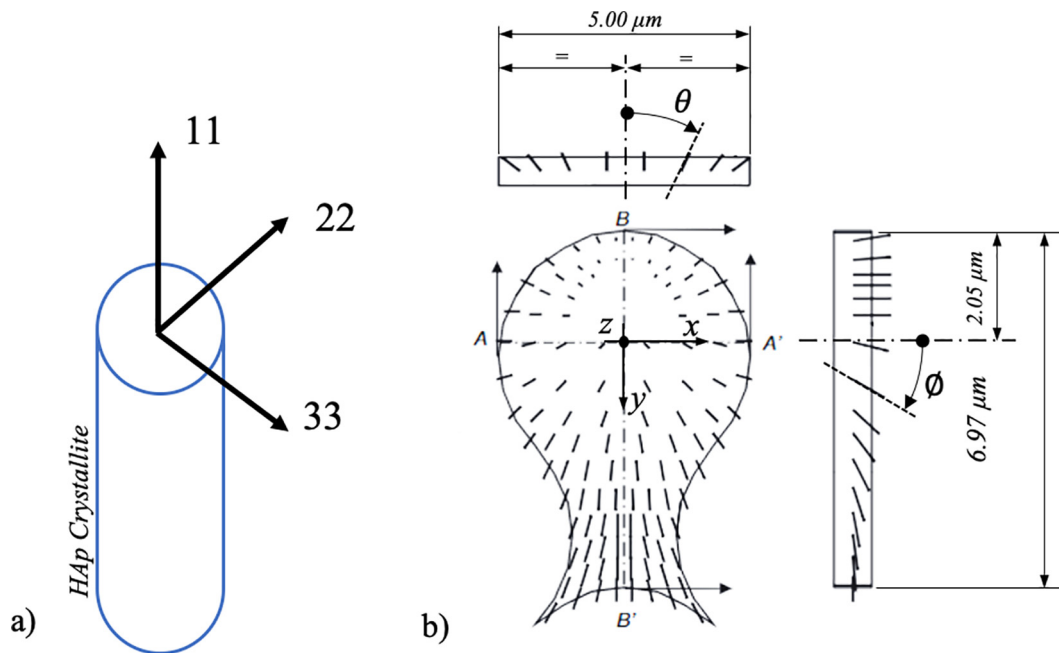 11
22
33
HAp Crystallite
a)
5.00 μm
= =
θ
B
A
z
x
A'
y
B'
2.05 μm
ϕ
6.97 μm
b)